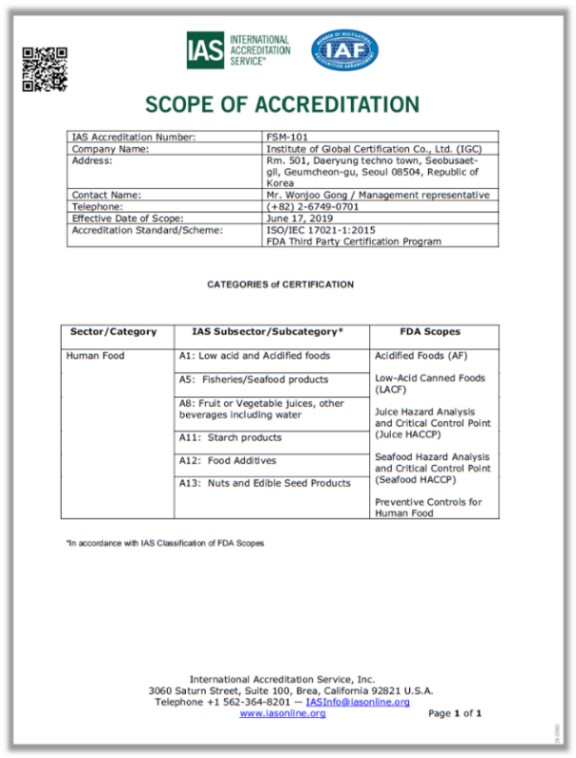 IAS INTERNATIONAL
ACCREDITATION
SERVICE®
MEMBER OF MULTILATERAL
IAF
RECOGNITION ARRANGEMENT
SCOPE OF ACCREDITATION
IAS Accreditation Number: FSM-101
Company Name: Institute of Global Certification Co., Ltd. (IGC)
Address: Rm. 501, Daeryung techno town, Seobusaet-
gil, Geumcheon-gu, Seoul 08504, Republic of
Korea
Contact Name: Mr. Wonjoo Gong / Management representative
Telephone: (+82) 2-6749-0701
Effective Date of Scope: June 17, 2019
Accreditation Standard/Scheme: ISO/IEC 17021-1:2015
FDA Third Party Certification Program
CATEGORIES of CERTIFICATION
Sector/Category IAS Subsector/Subcategory* FDA Scopes
Human Food
A1: Low acid and Acidified foods
A5: Fisheries/Seafood products
A8: Fruit or Vegetable juices, other
beverages including water
A11: Starch products
A12: Food Additives
A13: Nuts and Edible Seed Products
Acidified Foods (AF)
Low-Acid Canned Foods
(LACF)
Juice Hazard Analysis
and Critical Control Point
(Juice HACCP)
Seafood Hazard Analysis
and Critical Control Point
(Seafood HACCP)
Preventive Controls for
Human Food
*In accordance with IAS Classification of FDA Scopes
International Accreditation Service, Inc.
3060 Saturn Street, Suite 100, Brea, California 92821 U.S.A.
Telephone +1 562-364-8201 — IASInfo@iasonline.org
www.iasonline.org Page 1 of 1